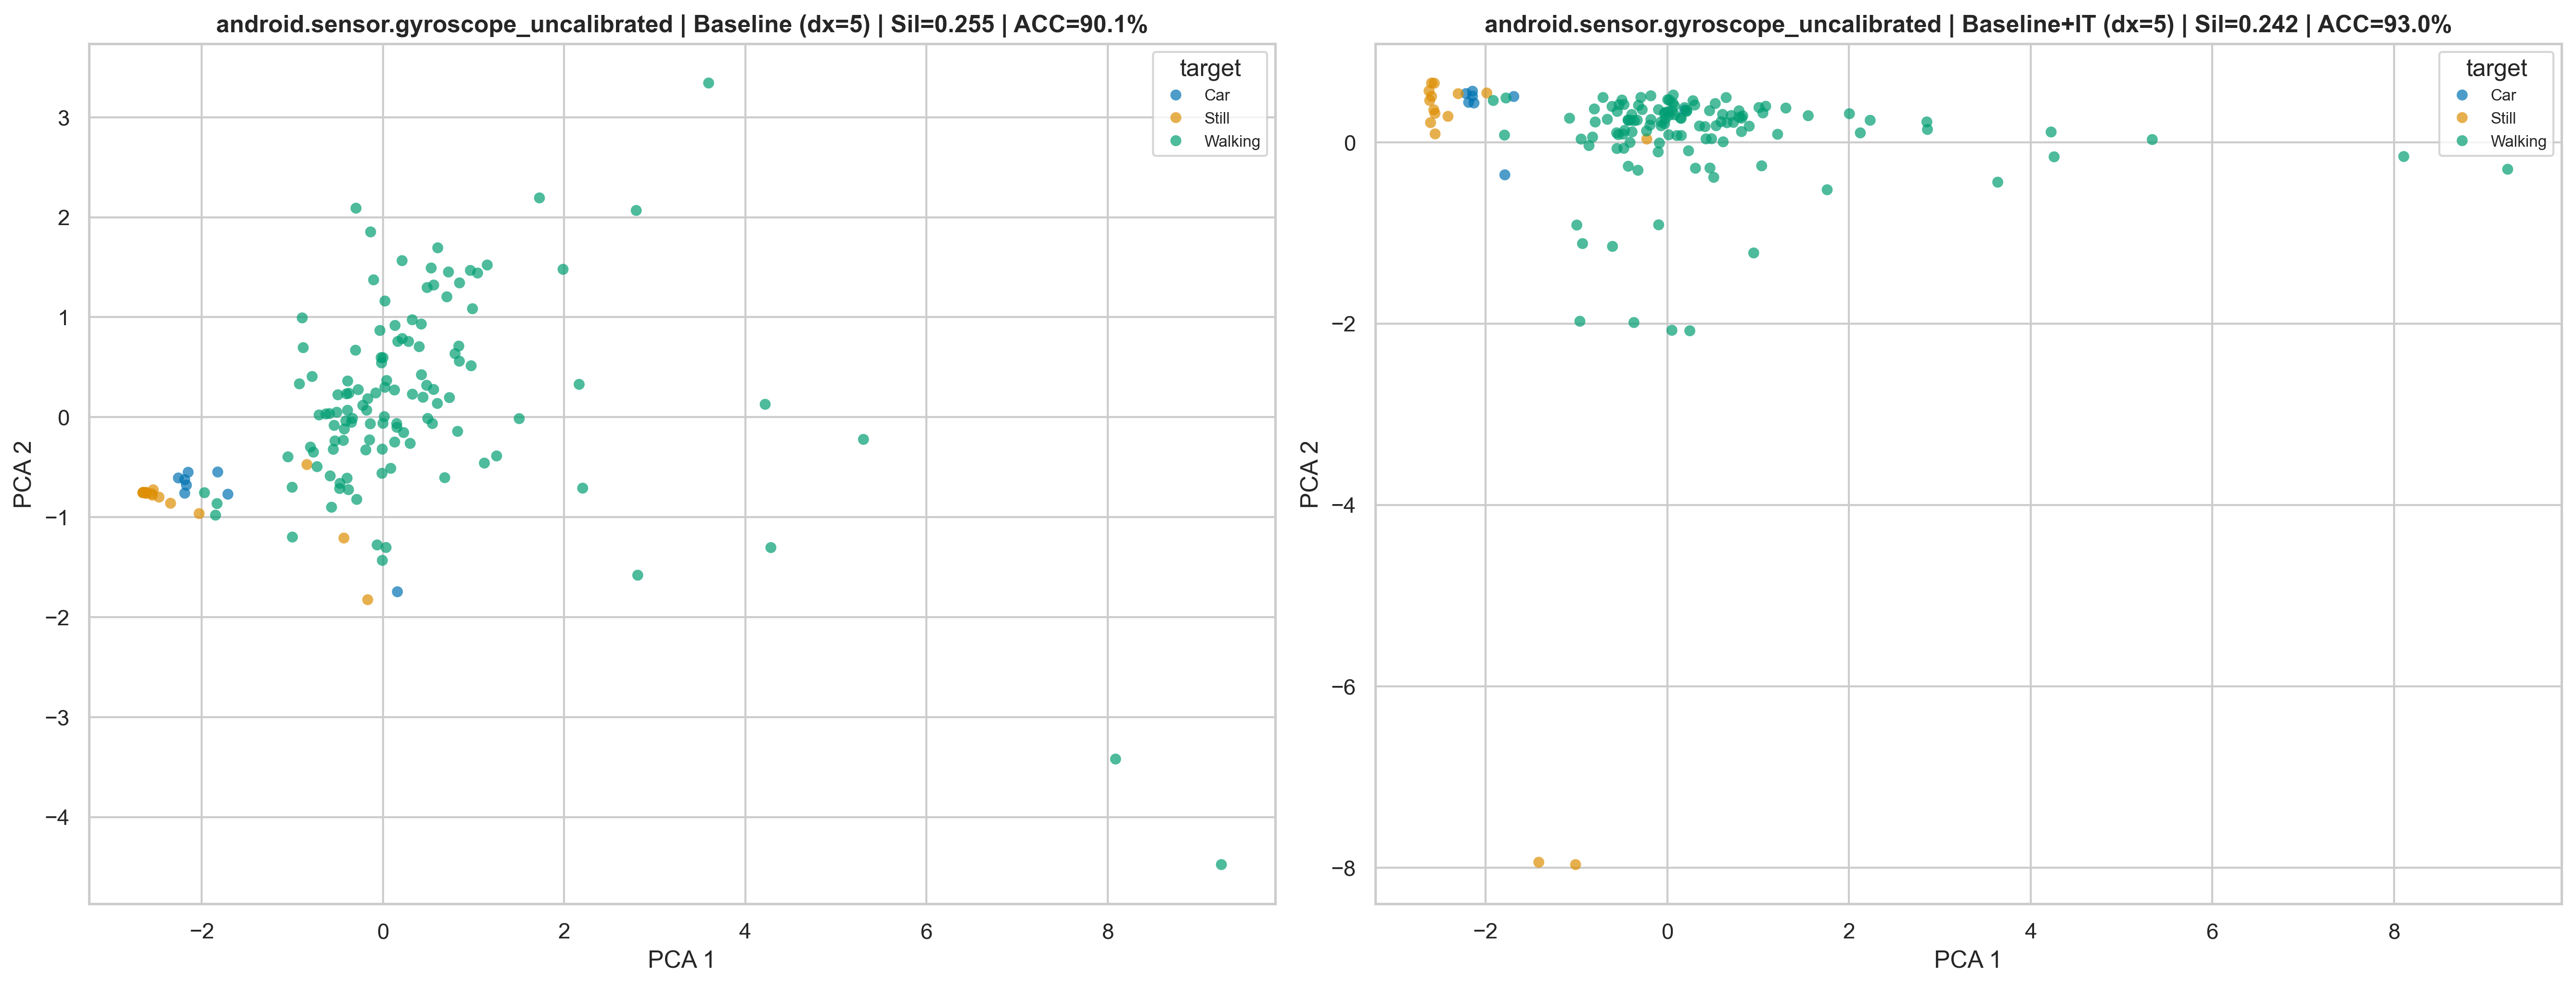 android.sensor.gyroscope_uncalibrated | Baseline (dx=5) | Sil=0.255 | ACC=90.1%
target
Car
Still
Walking
3
2
1
0
−1
−2
−3
−4
PCA 2
−2
0
2
4
6
8
PCA 1
android.sensor.gyroscope_uncalibrated | Baseline+IT (dx=5) | Sil=0.242 | ACC=93.0%
target
Car
Still
Walking
0
−2
−4
−6
−8
PCA 2
−2
0
2
4
6
8
PCA 1